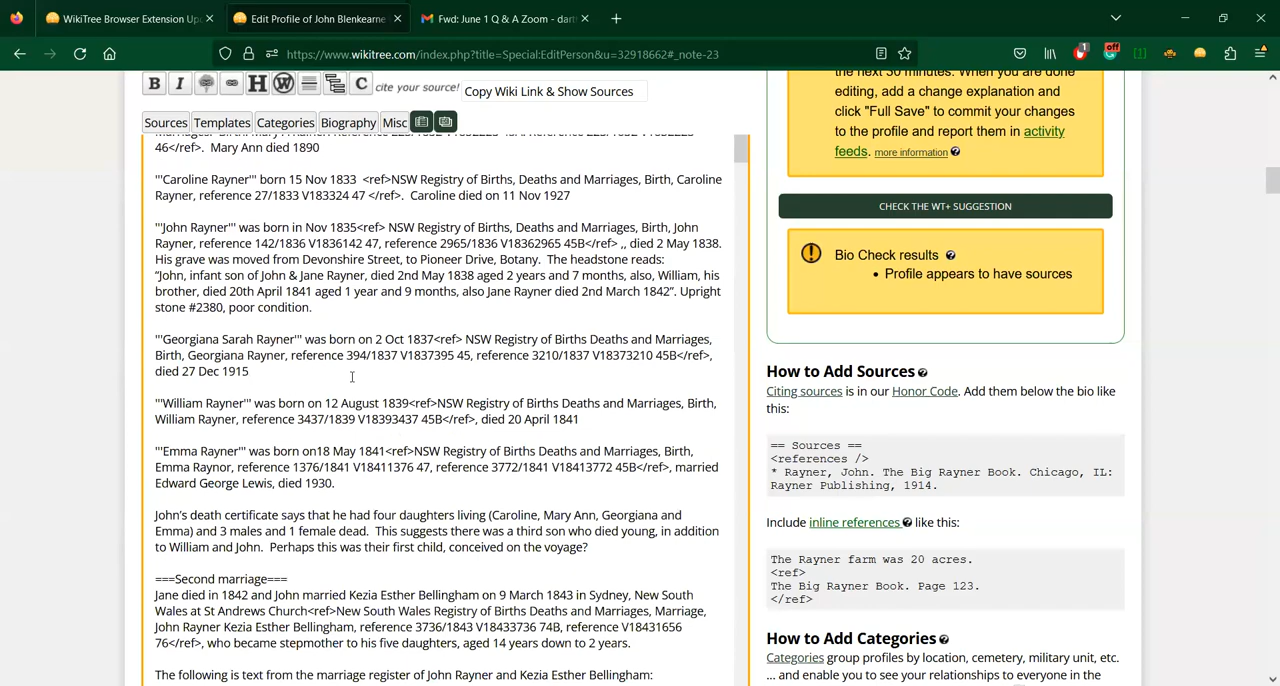 WikiTree Browser Extension Up
Edit Profile of John Blenkearne
Fwd: June 1 Q & A Zoom - dart
https://www.wikitree.com/index.php?title=Special:EditPerson&u=32918662#_note-23
1
off
B I H W C cite your source! Copy Wiki Link & Show Sources
Sources Templates Categories Biography Misc
46</ref>.  Mary Ann died 1890
'''Caroline Rayner''' born 15 Nov 1833  <ref>NSW Registry of Births, Deaths and Marriages, Birth, Caroline
Rayner, reference 27/1833 V183324 47 </ref>.  Caroline died on 11 Nov 1927
'''John Rayner''' was born in Nov 1835<ref> NSW Registry of Births, Deaths and Marriages, Birth, John
Rayner, reference 142/1836 V1836142 47, reference 2965/1836 V18362965 45B</ref> ,, died 2 May 1838.
His grave was moved from Devonshire Street, to Pioneer Drive, Botany.  The headstone reads:
“John, infant son of John & Jane Rayner, died 2nd May 1838 aged 2 years and 7 months, also, William, his
brother, died 20th April 1841 aged 1 year and 9 months, also Jane Rayner died 2nd March 1842”. Upright
stone #2380, poor condition.
'''Georgiana Sarah Rayner''' was born on 2 Oct 1837<ref> NSW Registry of Births Deaths and Marriages,
Birth, Georgiana Rayner, reference 394/1837 V1837395 45, reference 3210/1837 V18373210 45B</ref>,
died 27 Dec 1915
'''William Rayner''' was born on 12 August 1839<ref>NSW Registry of Births Deaths and Marriages, Birth,
William Rayner, reference 3437/1839 V18393437 45B</ref>, died 20 April 1841
'''Emma Rayner''' was born on18 May 1841<ref>NSW Registry of Births Deaths and Marriages, Birth,
Emma Raynor, reference 1376/1841 V18411376 47, reference 3772/1841 V18413772 45B</ref>, married
Edward George Lewis, died 1930.
John’s death certificate says that he had four daughters living (Caroline, Mary Ann, Georgiana and
Emma) and 3 males and 1 female dead.  This suggests there was a third son who died young, in addition
to William and John.  Perhaps this was their first child, conceived on the voyage?
===Second marriage===
Jane died in 1842 and John married Kezia Esther Bellingham on 9 March 1843 in Sydney, New South
Wales at St Andrews Church<ref>New South Wales Registry of Births Deaths and Marriages, Marriage,
John Rayner Kezia Esther Bellingham, reference 3736/1843 V18433736 74B, reference V18431656
76</ref>, who became stepmother to his five daughters, aged 14 years down to 2 years.
The following is text from the marriage register of John Rayner and Kezia Esther Bellingham:
the next 30 minutes. When you are done
editing, add a change explanation and
click "Full Save" to commit your changes
to the profile and report them in activity
feeds. more information
CHECK THE WT+ SUGGESTION
Bio Check results
• Profile appears to have sources
How to Add Sources
Citing sources is in our Honor Code. Add them below the bio like
this:
== Sources ==
<references />
* Rayner, John. The Big Rayner Book. Chicago, IL:
Rayner Publishing, 1914.
Include inline references like this:
The Rayner farm was 20 acres.
<ref>
The Big Rayner Book. Page 123.
</ref>
How to Add Categories
Categories group profiles by location, cemetery, military unit, etc.
... and enable you to see your relationships to everyone in the